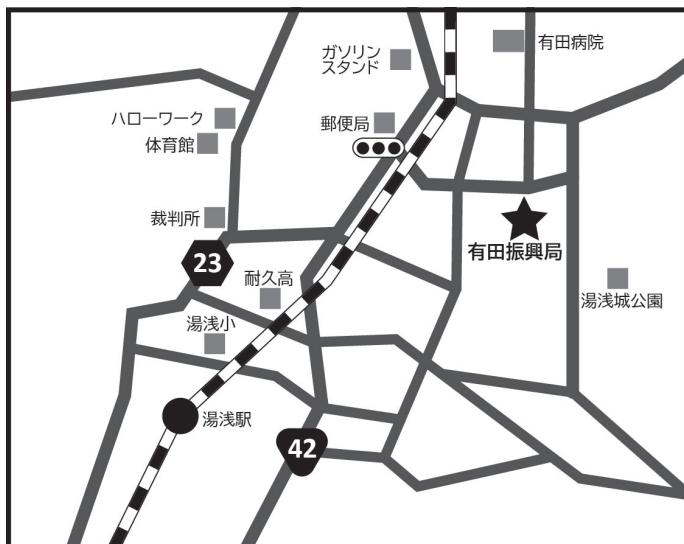 ガソリン
スタンド
有田病院
ハローワーク
郵便局
体育館
裁判所
有田振興局
23
耐久高
湯浅城公園
湯浅小
湯浅駅
42